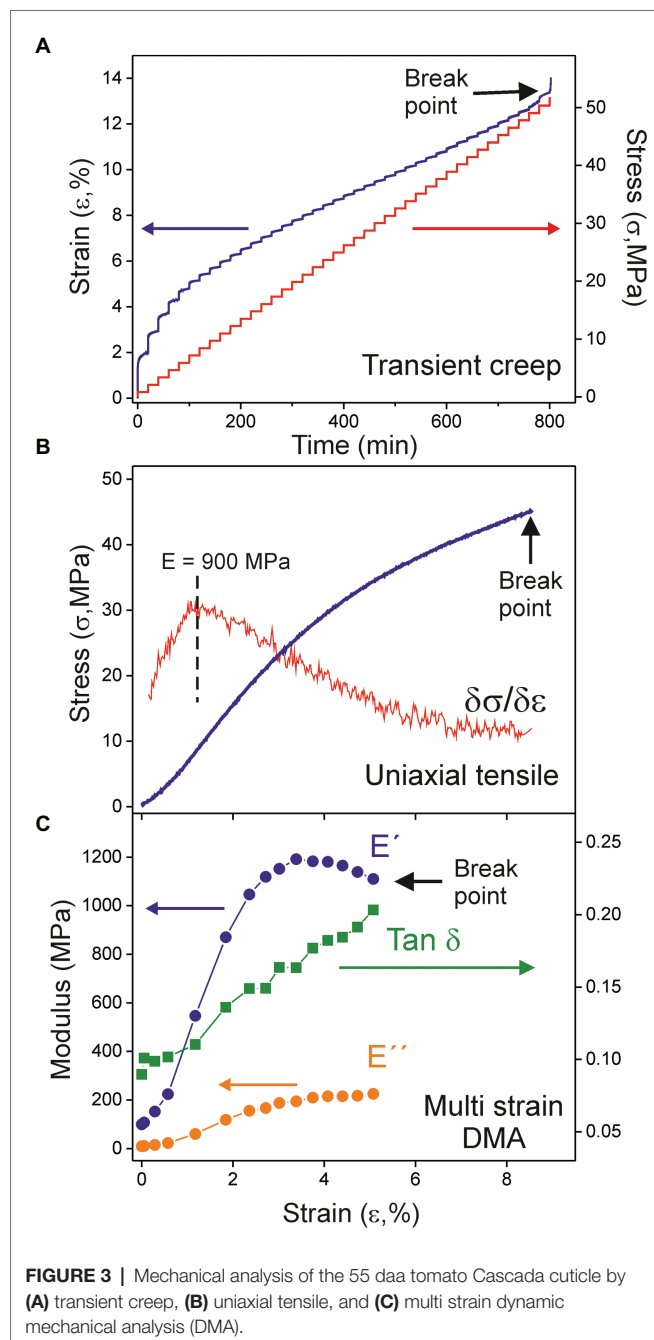 A
14
12
10
8
6
4
2
0
Strain (ε,%)
Break
point
50
40
30
20
10
0
Stress (σ,MPa)
Transient creep
0 200 400 600 800
Time (min)
B
50
40
30
20
10
0
Stress (σ,MPa)
E = 900 MPa
Break
point
δσ/δε
Uniaxial tensile
C
1200
1000
800
600
400
200
0
Modulus (MPa)
E´
Break
point
Tan δ
E´´
0.25
0.20
0.15
0.10
0.05
Multi strain
DMA
0 2 4 6 8
Strain (ε,%)
FIGURE 3 | Mechanical analysis of the 55 daa tomato Cascada cuticle by
(A) transient creep, (B) uniaxial tensile, and (C) multi strain dynamic
mechanical analysis (DMA).